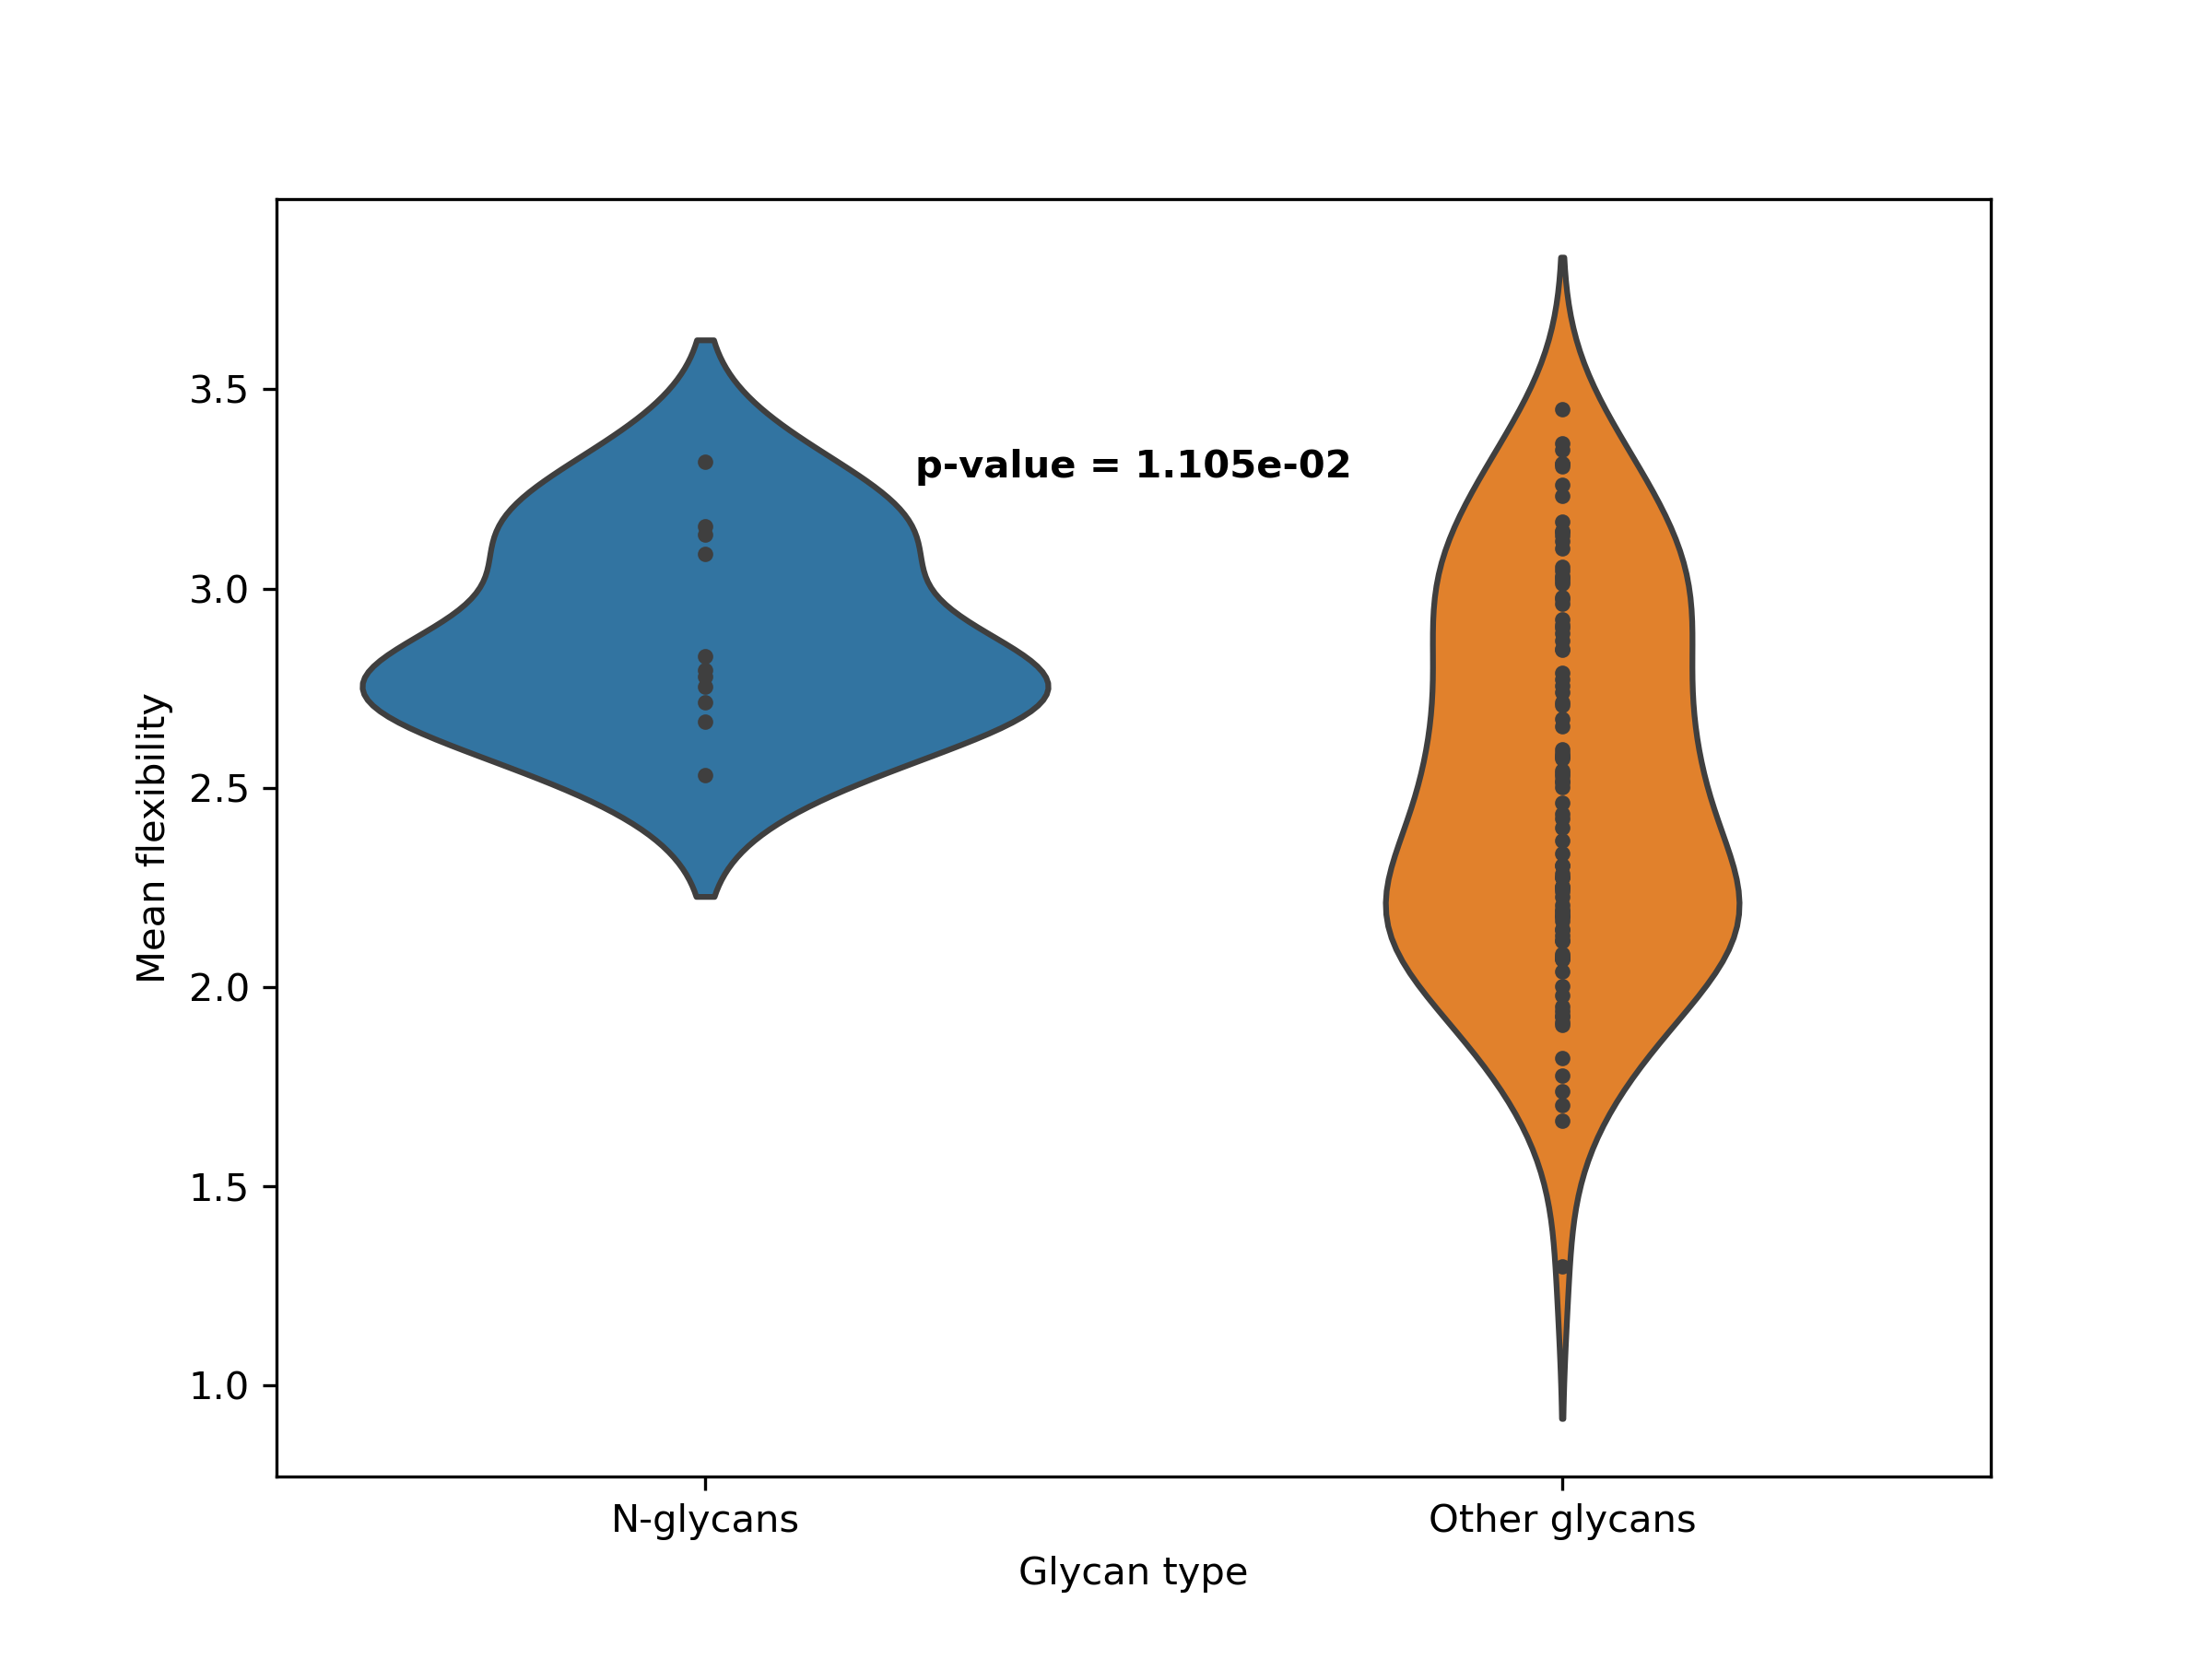 p-value = 1.105e-02
Mean flexibility
3.5
3.0
2.5
2.0
1.5
1.0
N-glycans
Other glycans
Glycan type